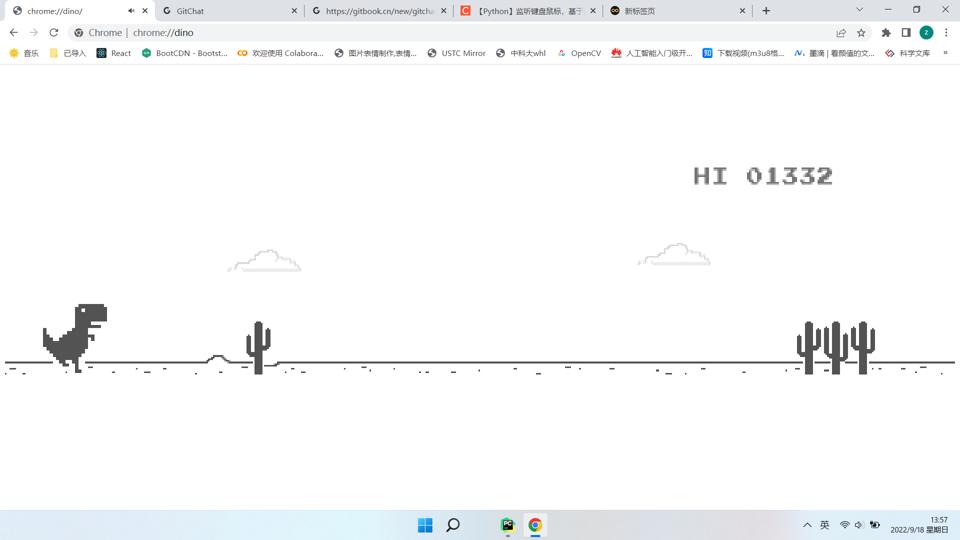 chrome://dino/
GitChat
https://gitbook.cn/new/gitcha
【Python】监听键盘鼠标，基于
新标签页
Chrome | chrome://dino
z
音乐
已导入
React
BootCDN - Bootst...
欢迎使用 Colabora...
图片表情制作,表情...
USTC Mirror
中科大whl
OpenCV
人工智能入门极开...
知 下载视频(m3u8格...
墨滴 | 看颜值的文...
科学文库
»
HI 01332
PC
英
13:57
2022/9/18 星期日